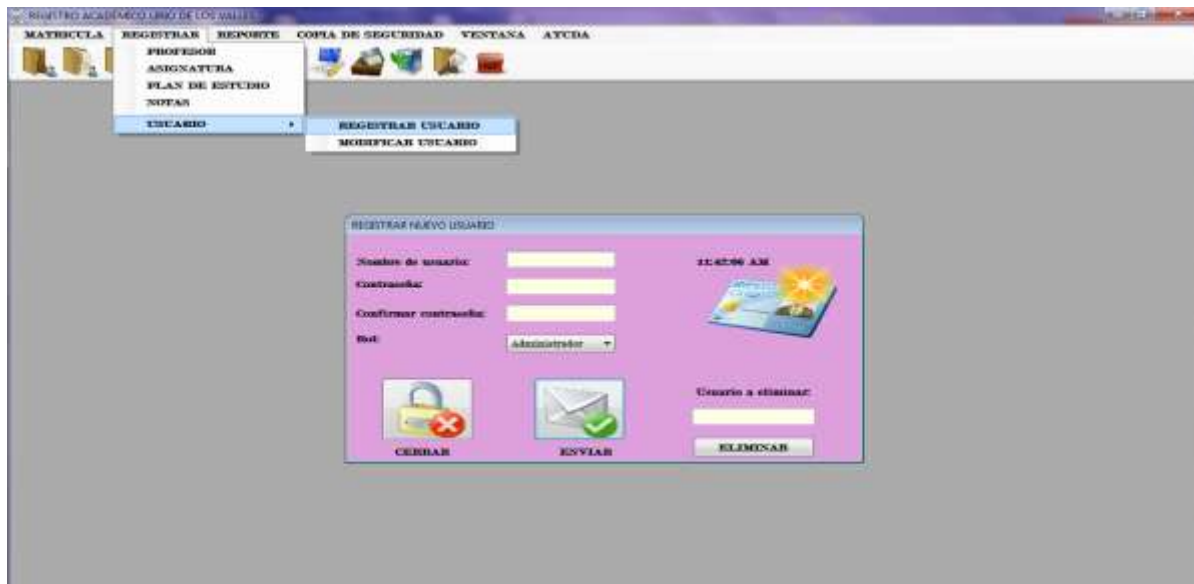 REGISTRO ACADÉMICO LINO DE LOS VALLES
MATRICULA REGISTRAR REPORTE COPIA DE SEGURIDAD VENTANA AYUDA
PROFESOR
ASIGNATURA
PLAN DE ESTUDIO
NOTAS
USUARIO
REGISTRAR USUARIO
MODIFICAR USUARIO
REGISTRAR NUEVO USUARIO
Nombre de usuario:
Contraseña:
Confirmar contraseña:
Rol:
Administrador
Usuario a eliminar:
CERRAR
ENVIAR
ELIMINAR